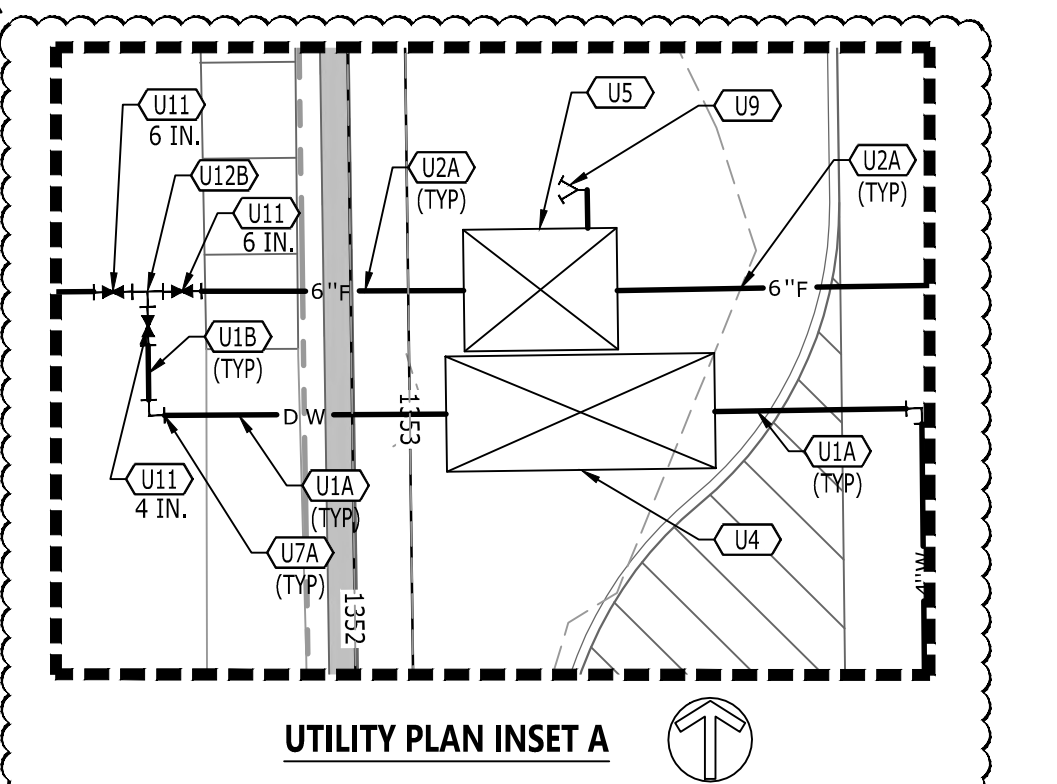 U11
6 IN.
U12B
U11
6 IN.
U2A
(TYP)
U5
U9
U2A
(TYP)
6"F
6"F
U1B
(TYP)
DW
1353
U11
4 IN.
U1A
(TYP)
U1A
(TYP)
U7A
(TYP)
U4
4"W
1352
UTILITY PLAN INSET A